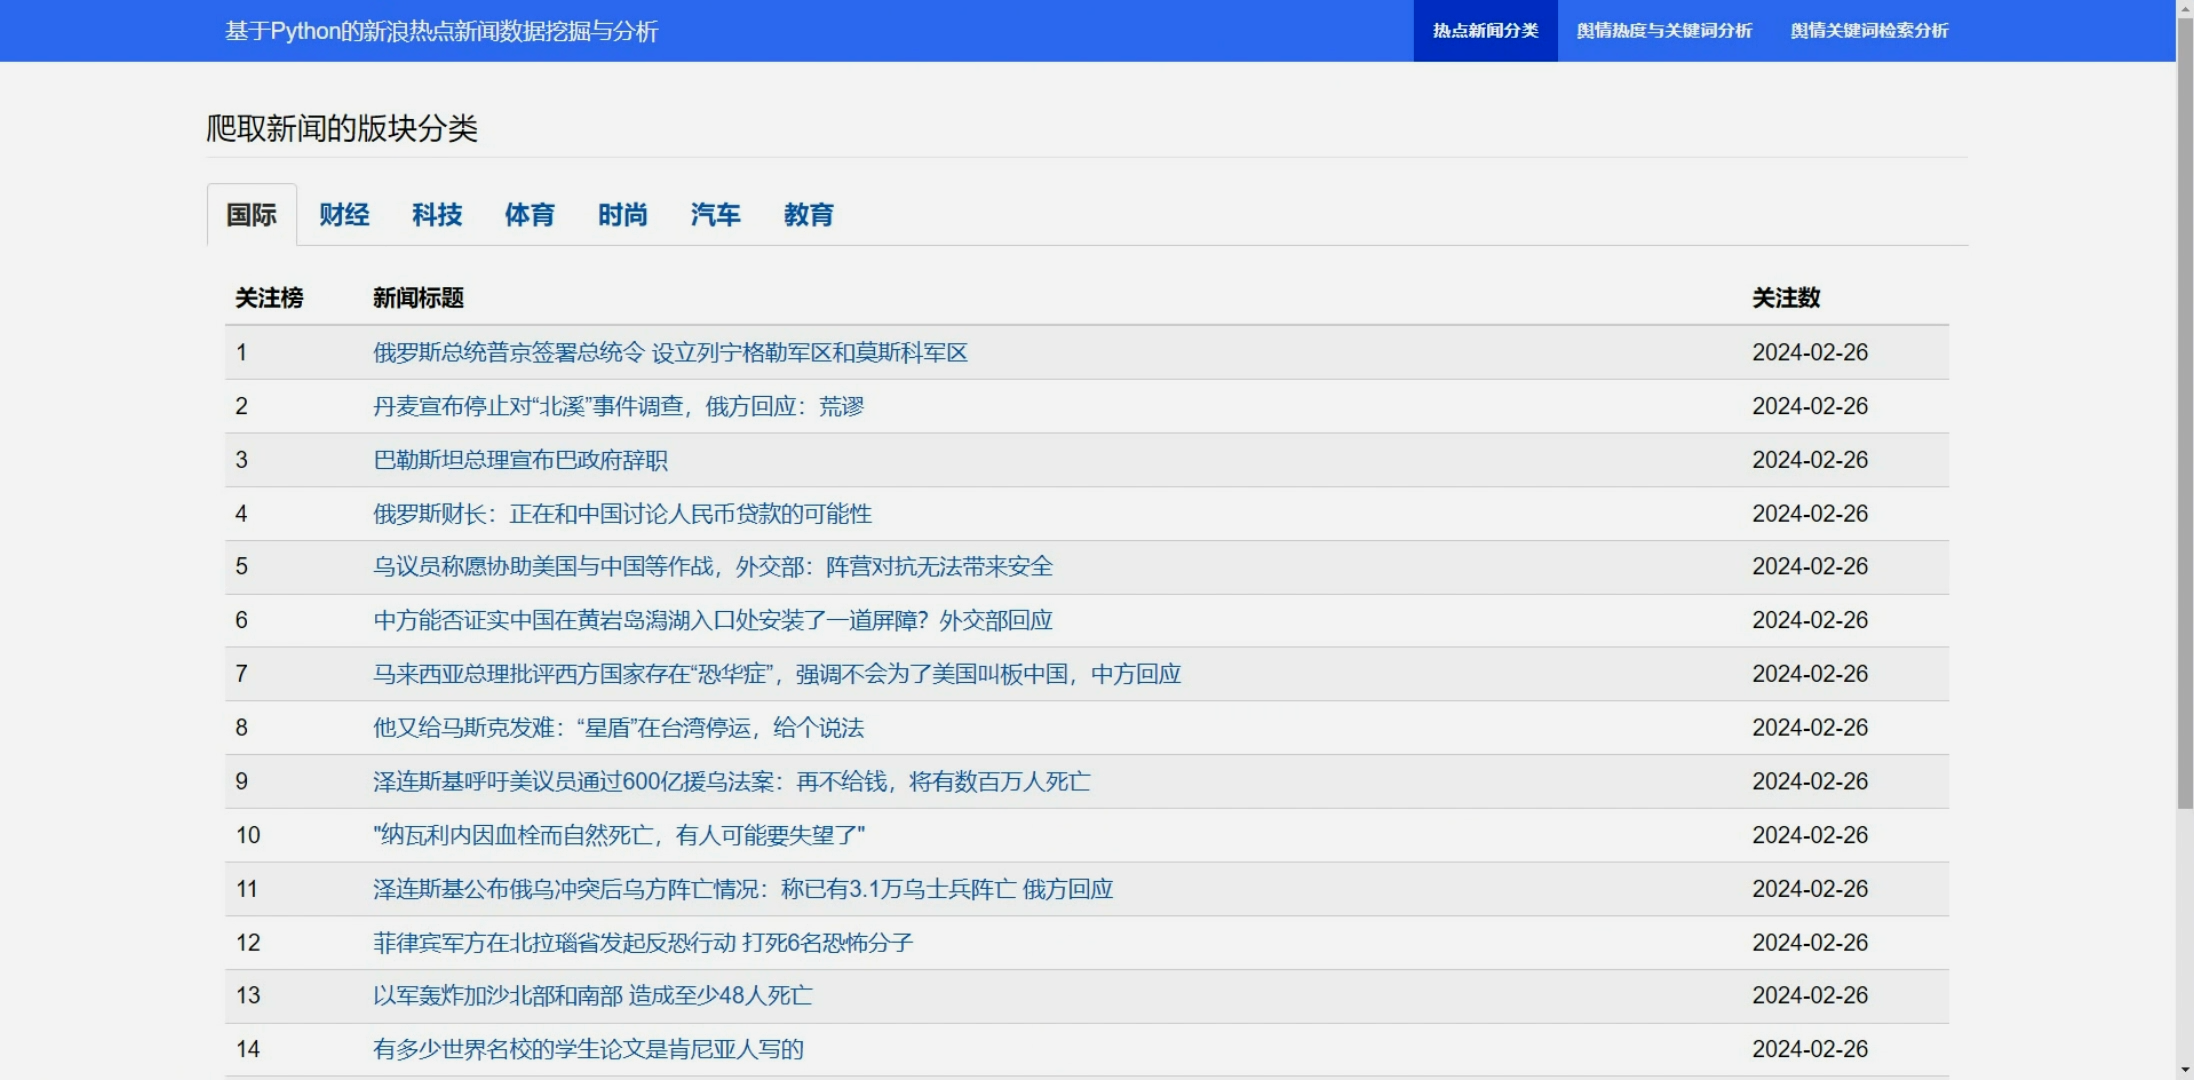 基于Python的新浪热点新闻数据挖掘与分析 热点新闻分类 舆情热度与关键词分析 舆情关键词检索分析
爬取新闻的版块分类
国际 财经 科技 体育 时尚 汽车 教育
关注榜 新闻标题 关注数
1 俄罗斯总统普京签署总统令 设立列宁格勒军区和莫斯科军区 2024-02-26
2 丹麦宣布停止对“北溪”事件调查，俄方回应：荒谬 2024-02-26
3 巴勒斯坦总理宣布巴政府辞职 2024-02-26
4 俄罗斯财长：正在和中国讨论人民币贷款的可能性 2024-02-26
5 乌议员称愿协助美国与中国等作战，外交部：阵营对抗无法带来安全 2024-02-26
6 中方能否证实中国在黄岩岛潟湖入口处安装了一道屏障？外交部回应 2024-02-26
7 马来西亚总理批评西方国家存在“恐华症”，强调不会为了美国叫板中国，中方回应 2024-02-26
8 他又给马斯克发难：“星盾”在台湾停运，给个说法 2024-02-26
9 泽连斯基呼吁美议员通过600亿援乌法案：再不给钱，将有数百万人死亡 2024-02-26
10 "纳瓦利内因血栓而自然死亡，有人可能要失望了" 2024-02-26
11 泽连斯基公布俄乌冲突后乌方阵亡情况：称已有3.1万乌士兵阵亡 俄方回应 2024-02-26
12 菲律宾军方在北拉瑙省发起反恐行动 打死6名恐怖分子 2024-02-26
13 以军轰炸加沙北部和南部 造成至少48人死亡 2024-02-26
14 有多少世界名校的学生论文是肯尼亚人写的 2024-02-26